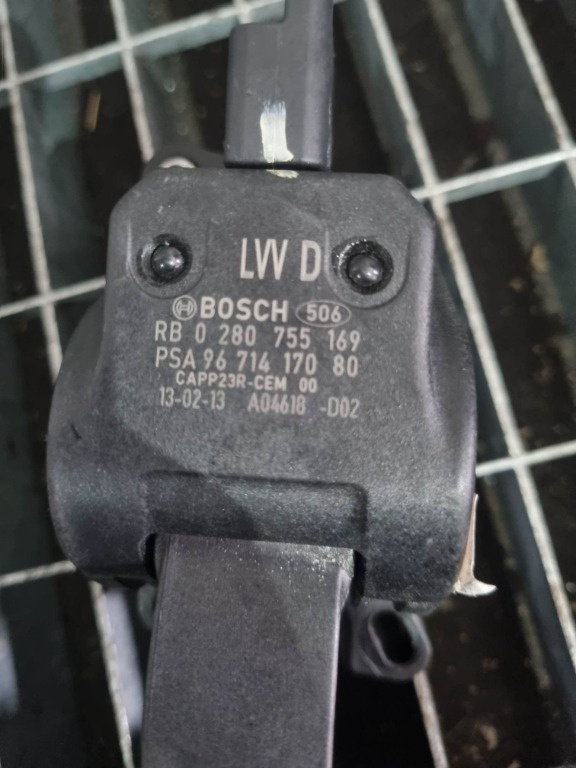 LW D
BOSCH 506
RB 0 280 755 169
PSA 96 714 170 80
CAPP23R-CEM 00
13-02-13 A04618 -D02